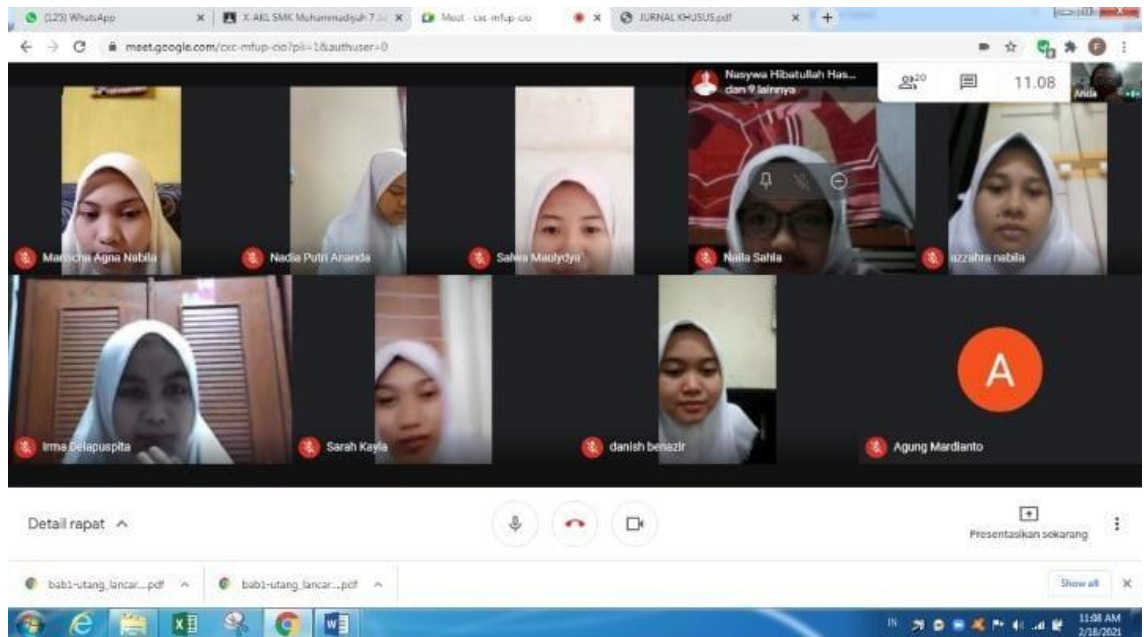 (125) WhatsApp
X-AKL SMK Muhammadiyah 7
Meet - cxc-mfup-cio
JURNAL KHUSUS.pdf
meet.google.com/cxc-mfup-cio?pli=1&authuser=0
Nasywa Hibatullah Has...
dan 9 lainnya
20
11.08
Anda
Agna Nabila
Nadia Putri Ananda
Salwa Maulydya
Naila Sahla
azzahra nabila
Irma Delapuspita
Sarah Kayla
danish benazir
A
Agung Mardianto
Detail rapat
Presentasikan sekarang
bab1-utang_lancar....pdf
bab1-utang_lancar....pdf
Show all
IN
11:08 AM
2/18/2021